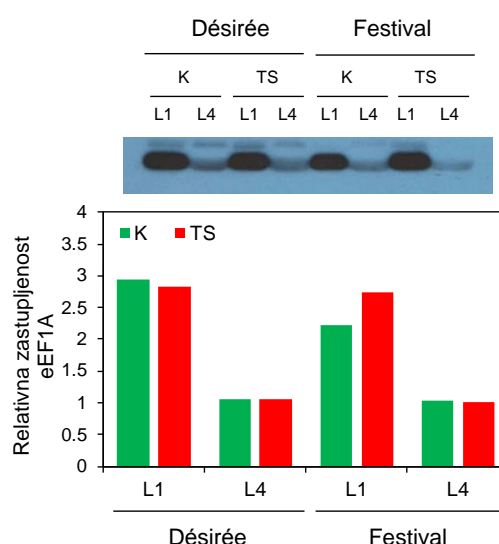 Désirée Festival
K TS K TS
L1 L4 L1 L4 L1 L4 L1 L4
4
3.5
3
2.5
2
1.5
1
0.5
0
K TS
Relativna zastupljenost
eEF1A
L1 L4 L1 L4
Désirée Festival